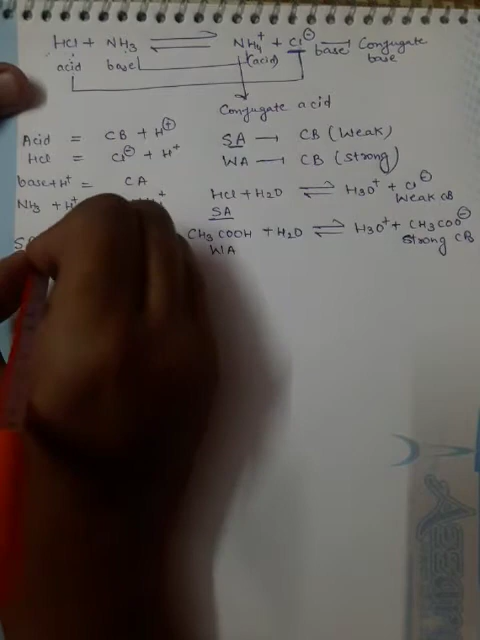 HCl + NH₃ ⇌ NH₄⁺ + Cl⊖ → Conjugate
acid base (acid) base base
Conjugate acid
Acid = CB + H⊕
HCl = Cl⊖ + H⁺
base + H⁺ = CA
NH₃ + H⁺
SA → CB (Weak)
WA → CB (strong)
HCl + H₂O ⇌ H₃O⁺ + Cl⊖
SA Weak CB
CH₃COOH + H₂O ⇌ H₃O⁺ + CH₃COO⊖
WA strong CB